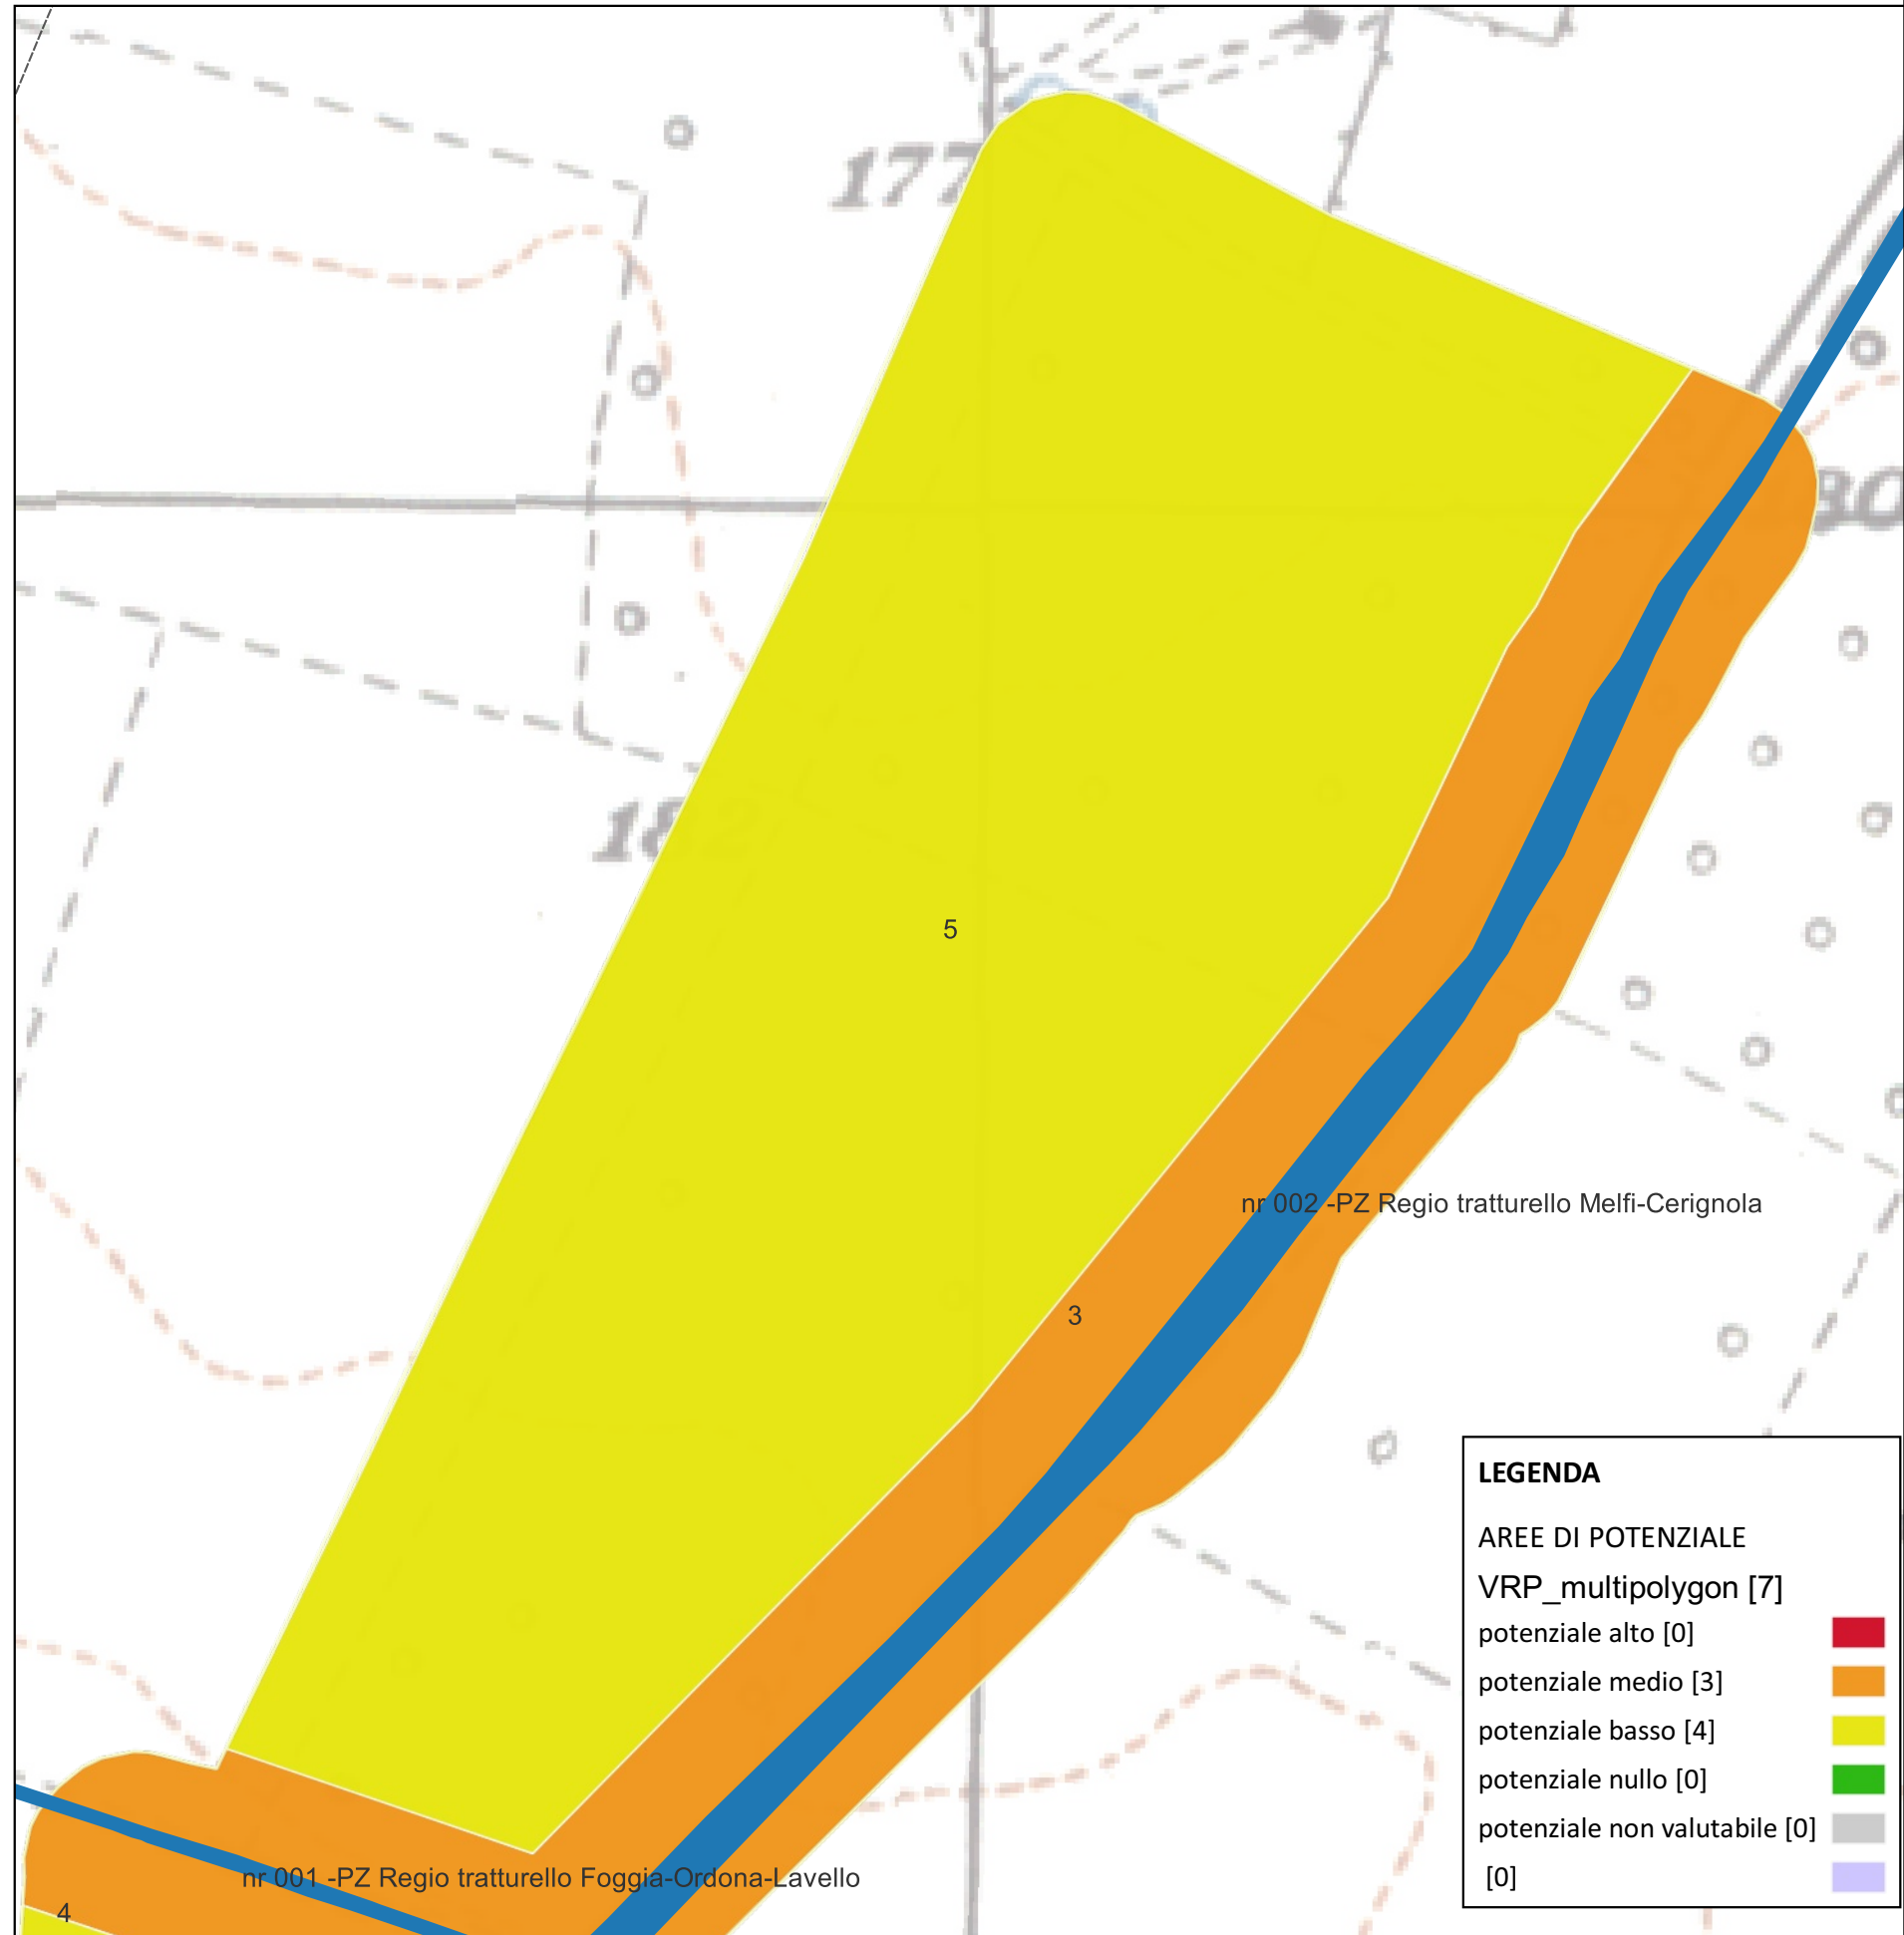 177
5
nr 002 -PZ Regio tratturello Melfi-Cerignola
3
nr 001 -PZ Regio tratturello Foggia-Ordona-Lavello
4
LEGENDA
AREE DI POTENZIALE
VRP_multipolygon [7]
potenziale alto [0]
potenziale medio [3]
potenziale basso [4]
potenziale nullo [0]
potenziale non valutabile [0]
[0]